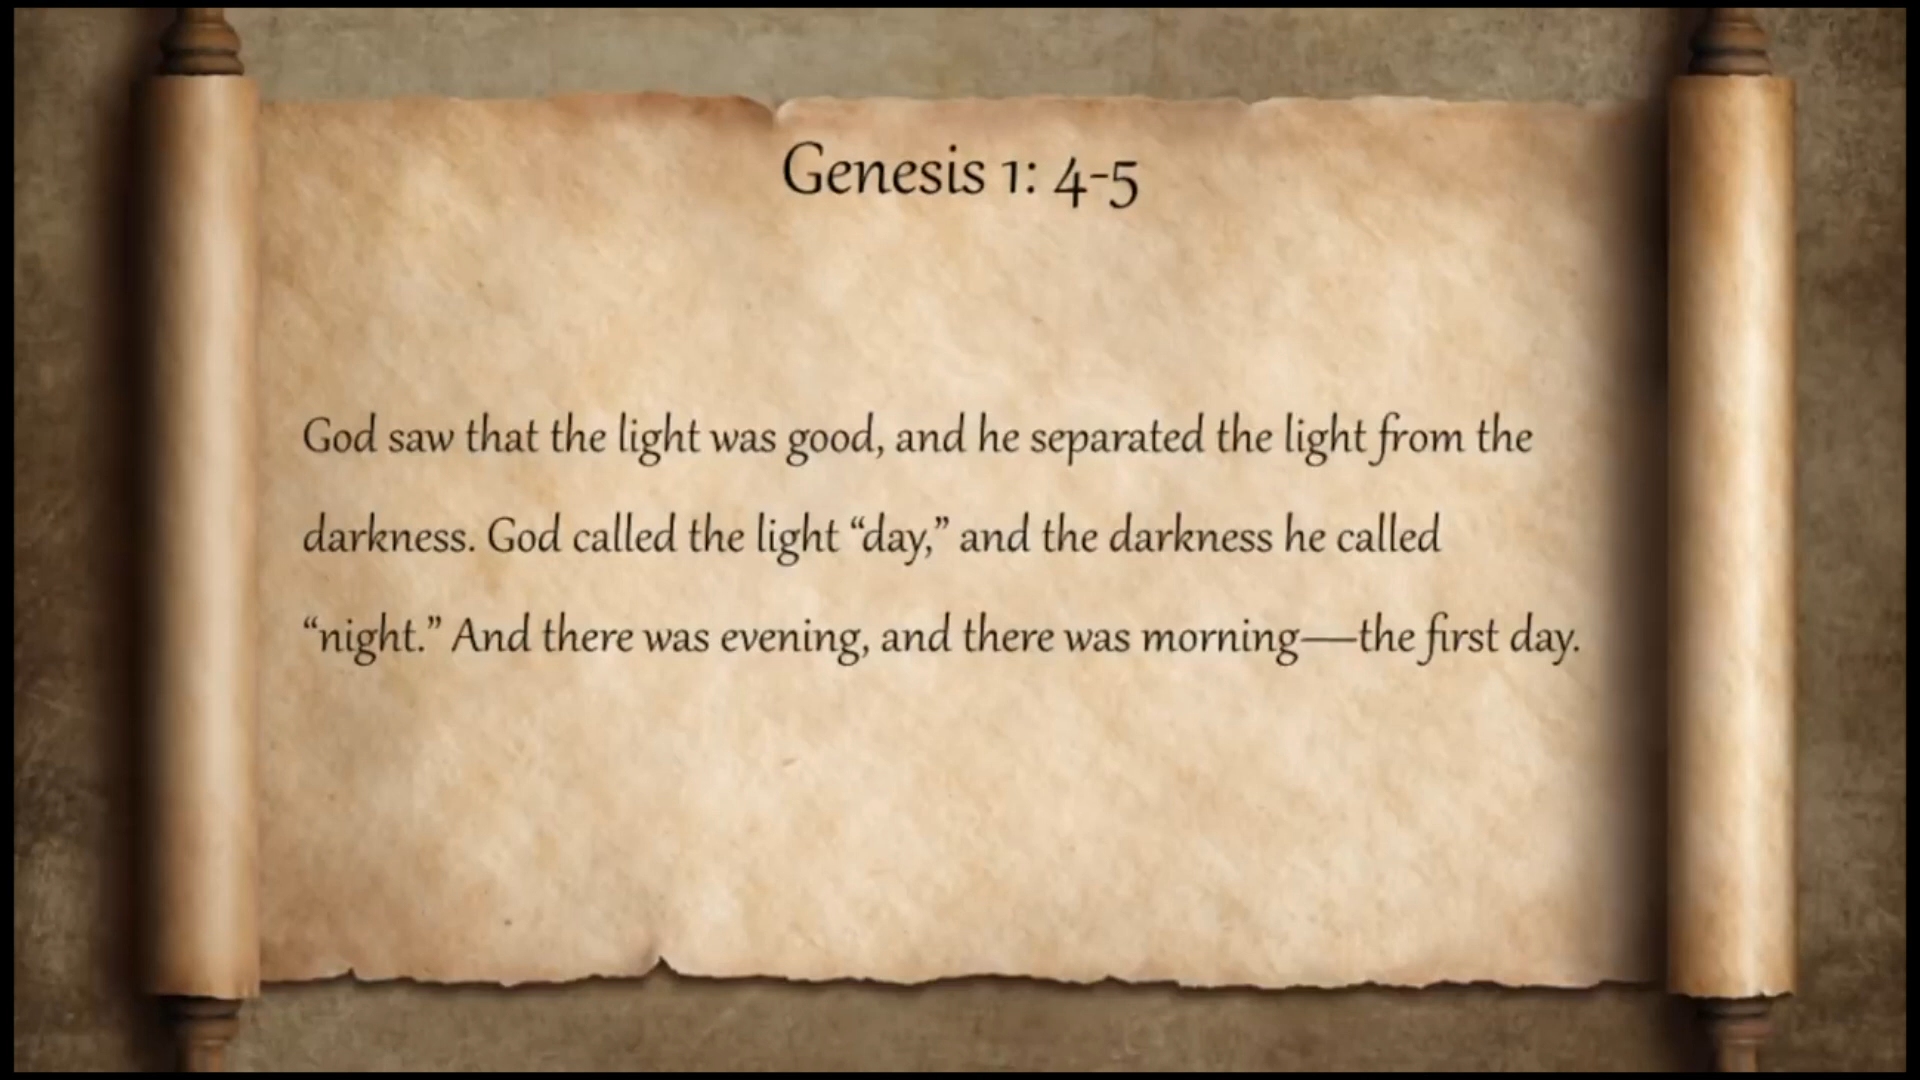 Genesis 1: 4-5
God saw that the light was good, and he separated the light from the
darkness. God called the light “day,” and the darkness he called
“night.” And there was evening, and there was morning—the first day.